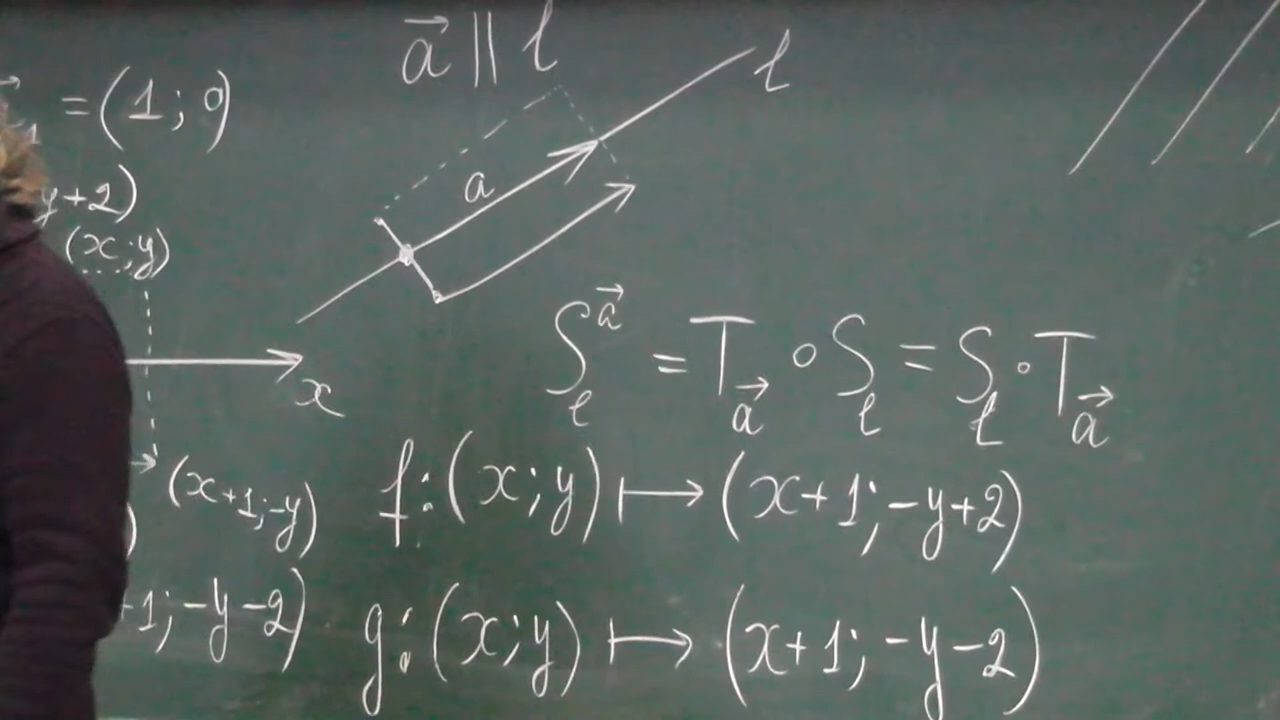 a⃗ ∥ l
= (1; 0)
l
a
y+2)
(x; y)
S_l^a⃗ = T_a⃗ ∘ S_l = S_l ∘ T_a⃗
x
(x+1; -y)
f: (x; y) ⟼ (x+1; -y+2)
+1; -y-2)
g: (x; y) ⟼ (x+1; -y-2)